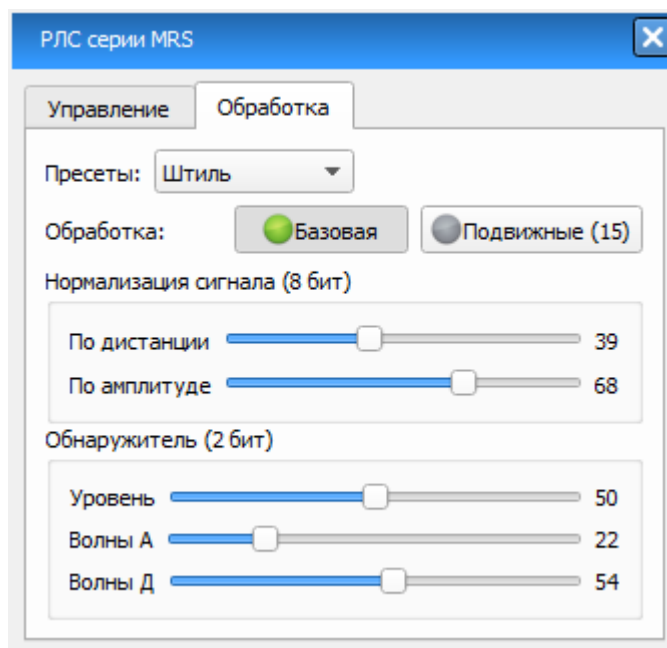 РЛС серии MRS
Управление
Обработка
Пресеты: Штиль
Обработка: Базовая Подвижные (15)
Нормализация сигнала (8 бит)
По дистанции 39
По амплитуде 68
Обнаружитель (2 бит)
Уровень 50
Волны А 22
Волны Д 54